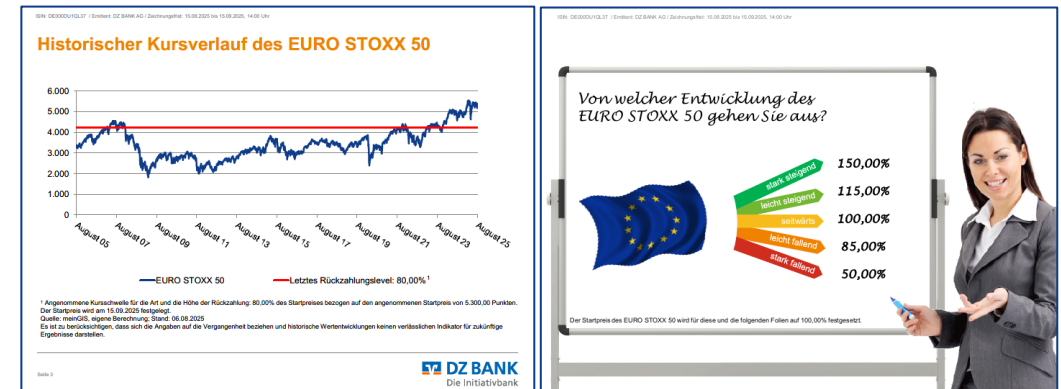 ISIN: DE000DU1QL37 / Emittent: DZ BANK AG / Zeichnungsfrist: 15.08.2025 bis 15.09.2025, 14:00 Uhr
Historischer Kursverlauf des EURO STOXX 50
6.000
5.000
4.000
3.000
2.000
1.000
0
August 05
August 07
August 09
August 11
August 13
August 15
August 17
August 19
August 21
August 23
August 25
EURO STOXX 50
Letztes Rückzahlungslevel: 80,00%¹
¹ Angenommene Kursschwelle für die Art und die Höhe der Rückzahlung: 80,00% des Startpreises bezogen auf den angenommenen Startpreis von 5.300,00 Punkten.
Der Startpreis wird am 15.09.2025 festgelegt.
Quelle: meinGIS, eigene Berechnung; Stand: 06.08.2025
Es ist zu berücksichtigen, dass sich die Angaben auf die Vergangenheit beziehen und historische Wertentwicklungen keinen verlässlichen Indikator für zukünftige
Ergebnisse darstellen.
Seite 3
DZ BANK
Die Initiativbank
ISIN: DE000DU1QL37 / Emittent: DZ BANK AG / Zeichnungsfrist: 15.08.2025 bis 15.09.2025, 14:00 Uhr
Von welcher Entwicklung des
EURO STOXX 50 gehen Sie aus?
stark steigend 150,00%
leicht steigend 115,00%
seitwärts 100,00%
leicht fallend 85,00%
stark fallend 50,00%
Der Startpreis des EURO STOXX 50 wird für diese und die folgenden Folien auf 100,00% festgesetzt.